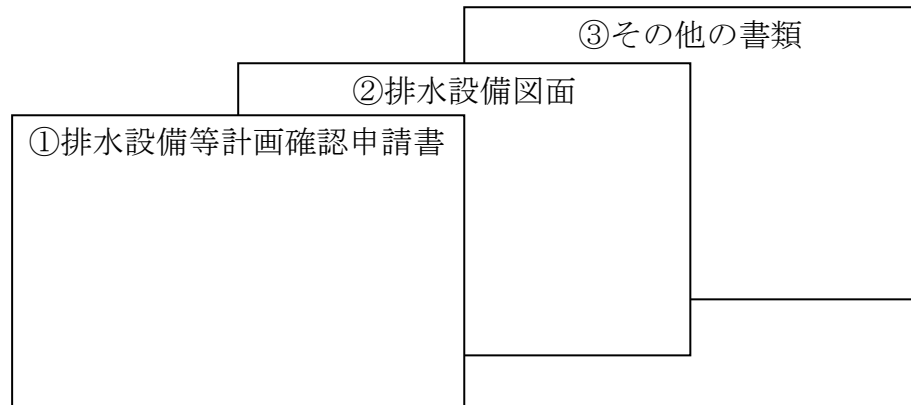 ③その他の書類
②排水設備図面
①排水設備等計画確認申請書